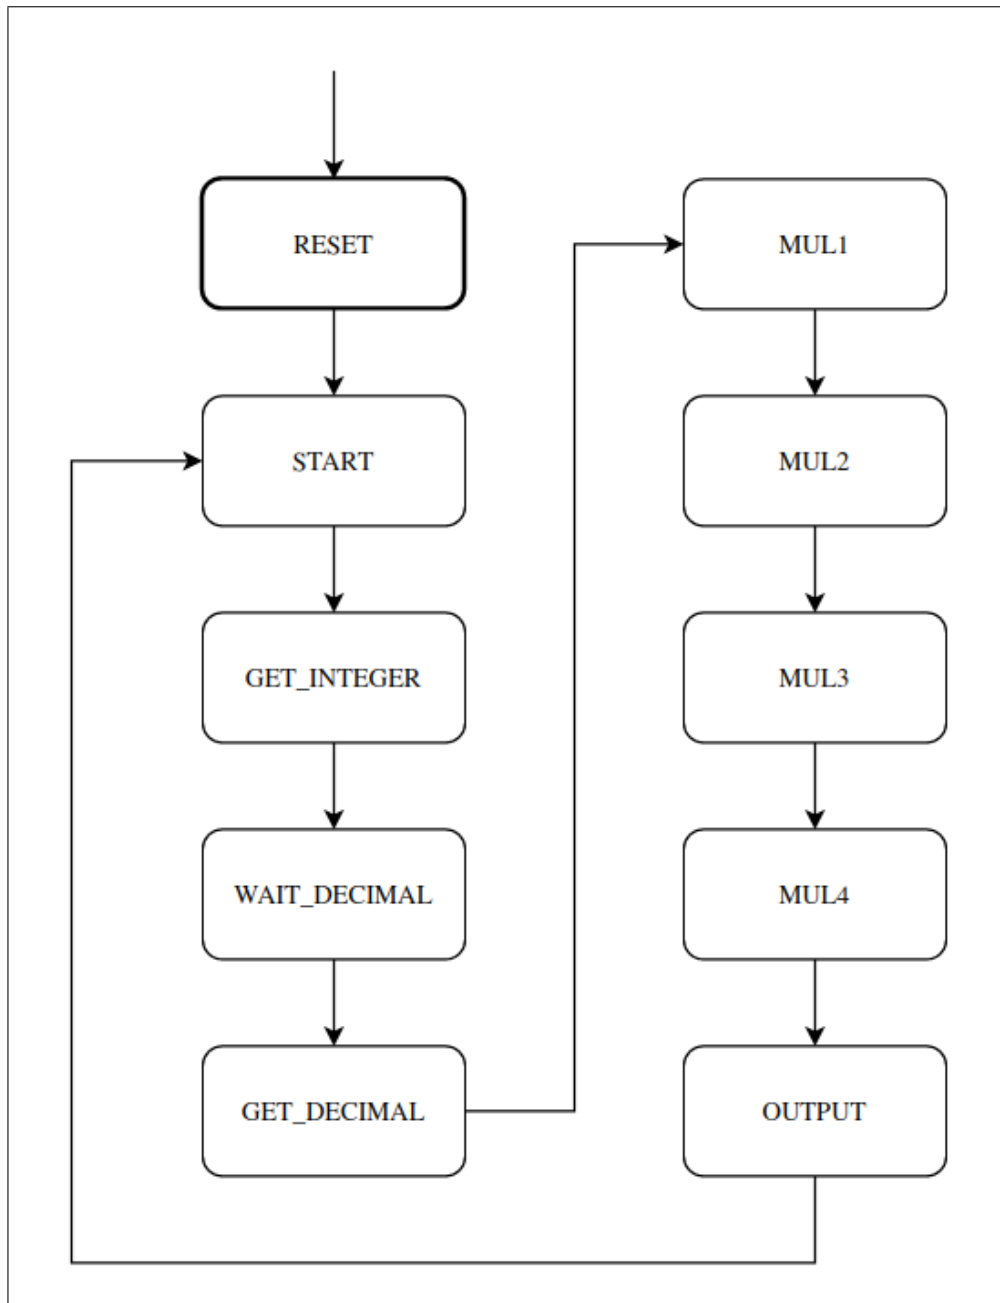 RESET
START
GET_INTEGER
WAIT_DECIMAL
GET_DECIMAL
MUL1
MUL2
MUL3
MUL4
OUTPUT